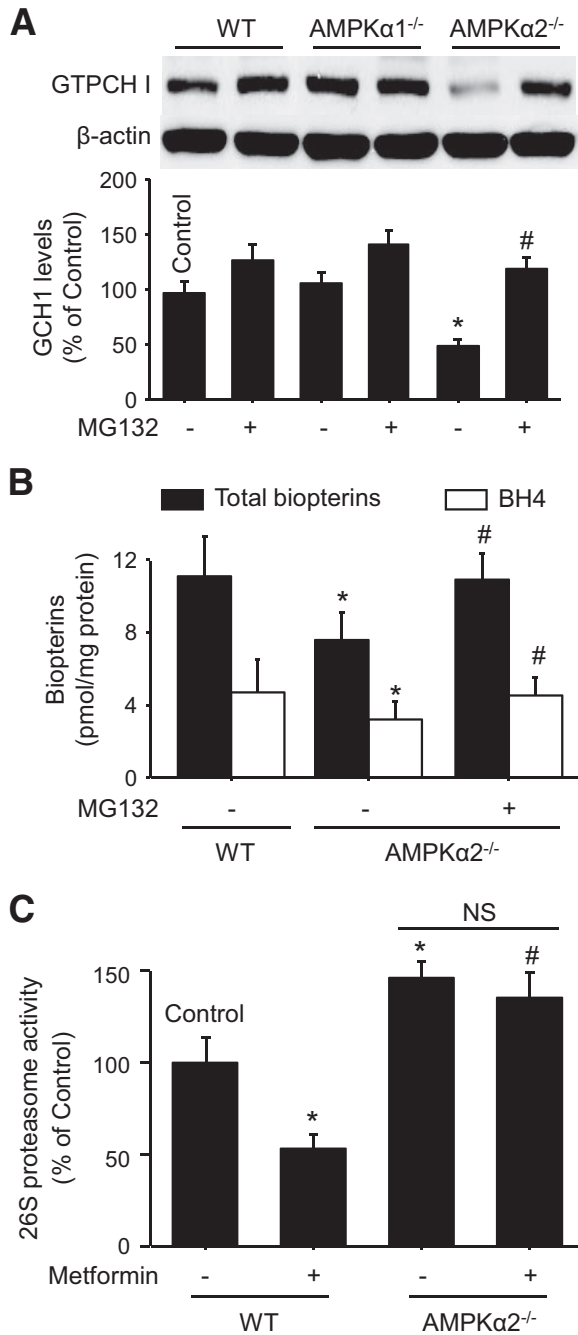 A
WT AMPKα1-/- AMPKα2-/-
GTPCH I
β-actin
GCH1 levels
(% of Control)
200
150
100
50
0
Control
*
#
MG132 - + - + - +
B
Total biopterins BH4
Biopterins
(pmol/mg protein)
12
8
4
0
*
*
#
#
MG132 - - +
WT AMPKα2-/-
C
NS
26S proteasome activity
(% of Control)
150
100
50
0
Control
*
*
#
Metformin - + - +
WT AMPKα2-/-